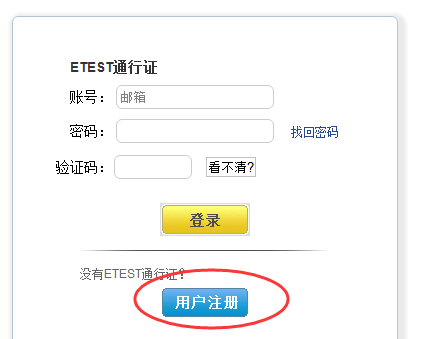 ETEST通行证
账号： 邮箱
密码： 找回密码
验证码： 看不清?
登录
没有ETEST通行证?
用户注册